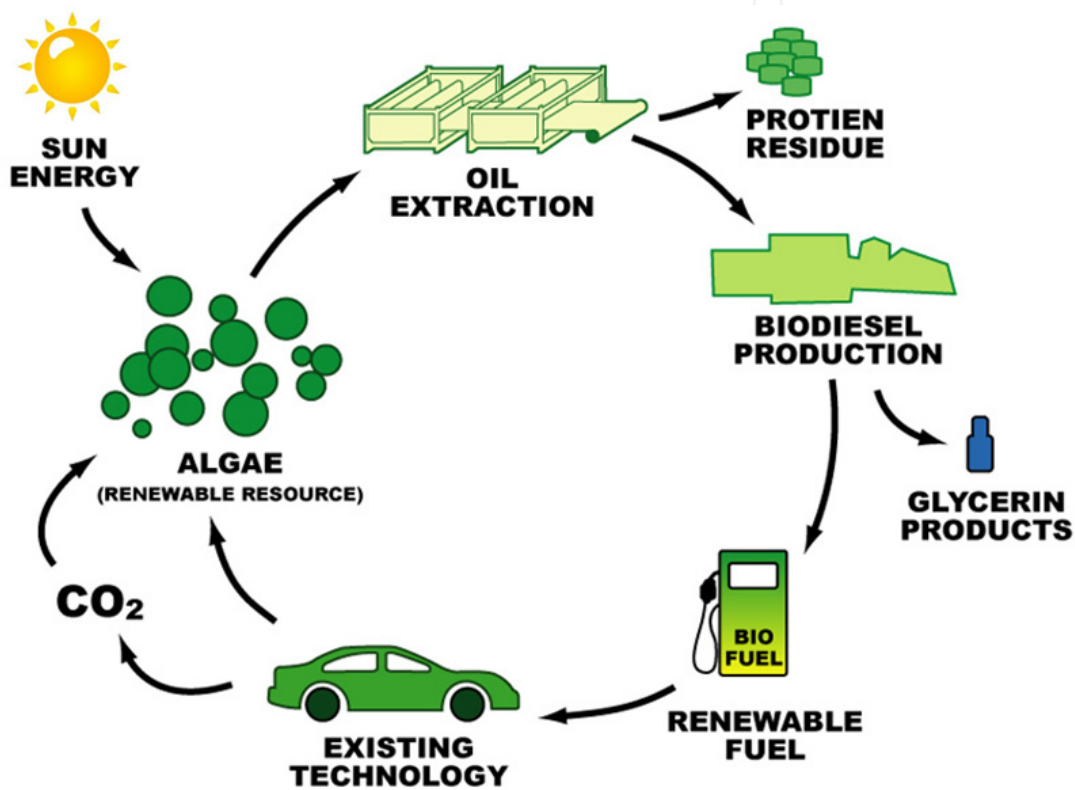 SUN
ENERGY
OIL
EXTRACTION
PROTIEN
RESIDUE
BIODIESEL
PRODUCTION
GLYCERIN
PRODUCTS
BIO
FUEL
RENEWABLE
FUEL
EXISTING
TECHNOLOGY
CO₂
ALGAE
(RENEWABLE RESOURCE)